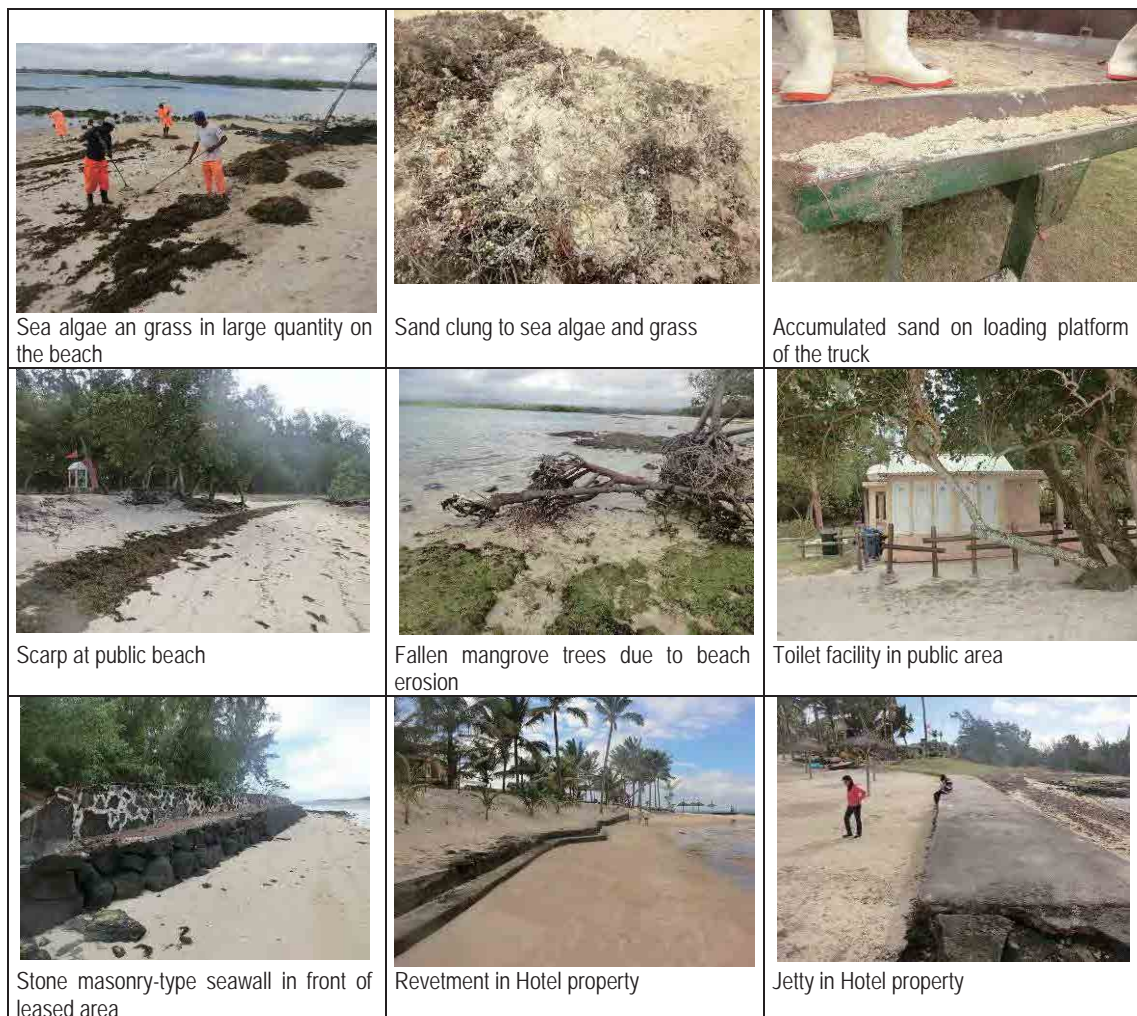 Sea algae an grass in large quantity on
the beach
Sand clung to sea algae and grass
Accumulated sand on loading platform
of the truck
Scarp at public beach
Fallen mangrove trees due to beach
erosion
Toilet facility in public area
Stone masonry-type seawall in front of
leased area
Revetment in Hotel property
Jetty in Hotel property